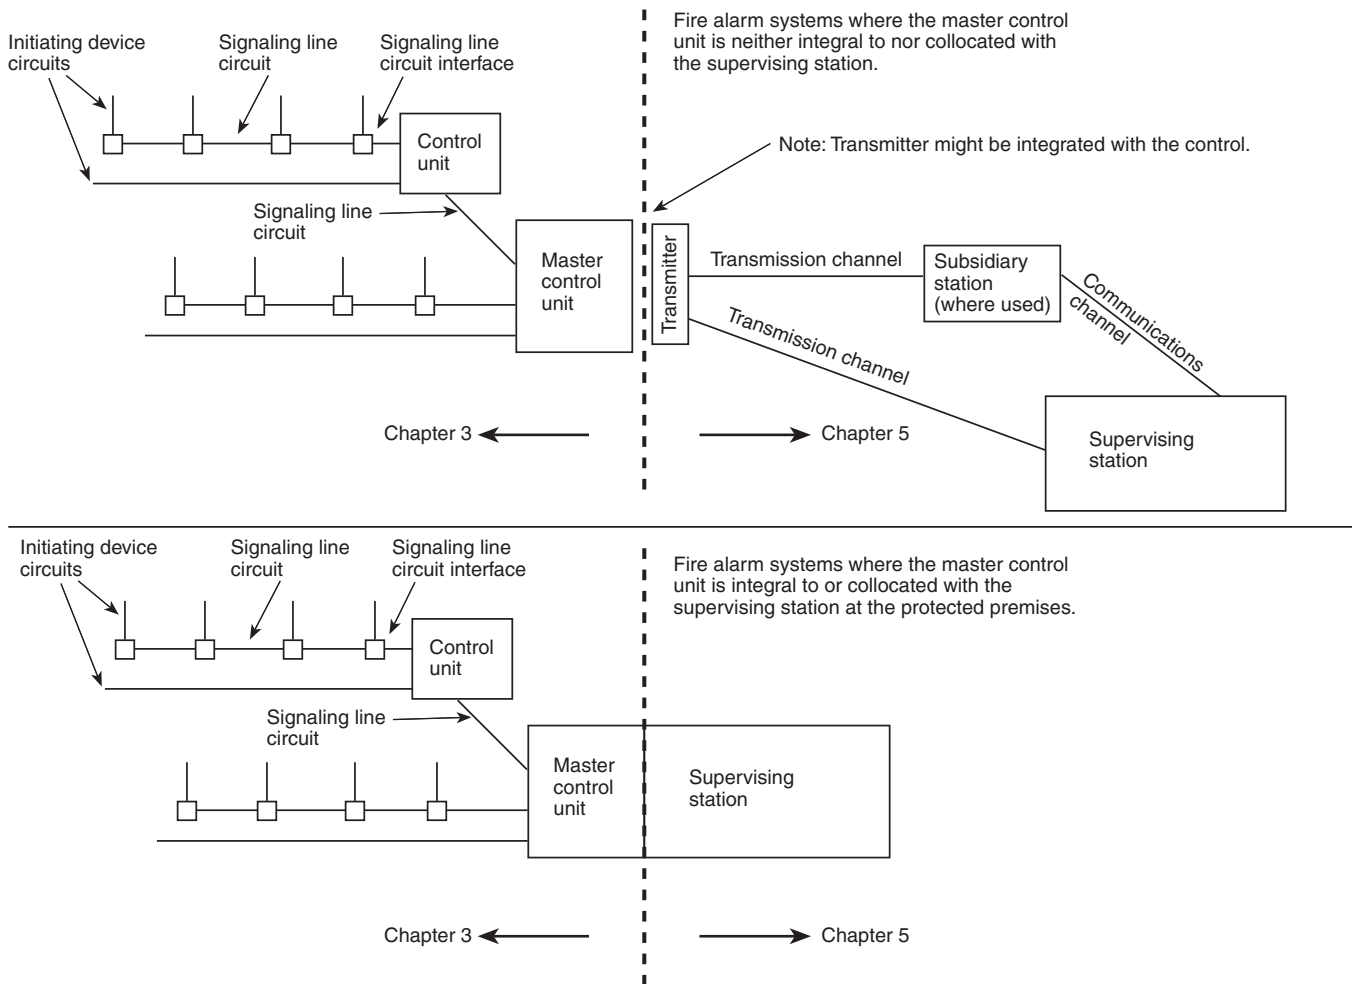 Initiating device
circuits
Signaling line
circuit
Signaling line
circuit interface
Fire alarm systems where the master control
unit is neither integral to nor collocated with
the supervising station.
Control
unit
Note: Transmitter might be integrated with the control.
Signaling line
circuit
Master
control
unit
Transmitter
Transmission channel
Subsidiary
station
(where used)
Communications
channel
Transmission channel
Chapter 3
Chapter 5
Supervising
station
Initiating device
circuits
Signaling line
circuit
Signaling line
circuit interface
Fire alarm systems where the master control
unit is integral to or collocated with the
supervising station at the protected premises.
Control
unit
Signaling line
circuit
Master
control
unit
Supervising
station
Chapter 3
Chapter 5